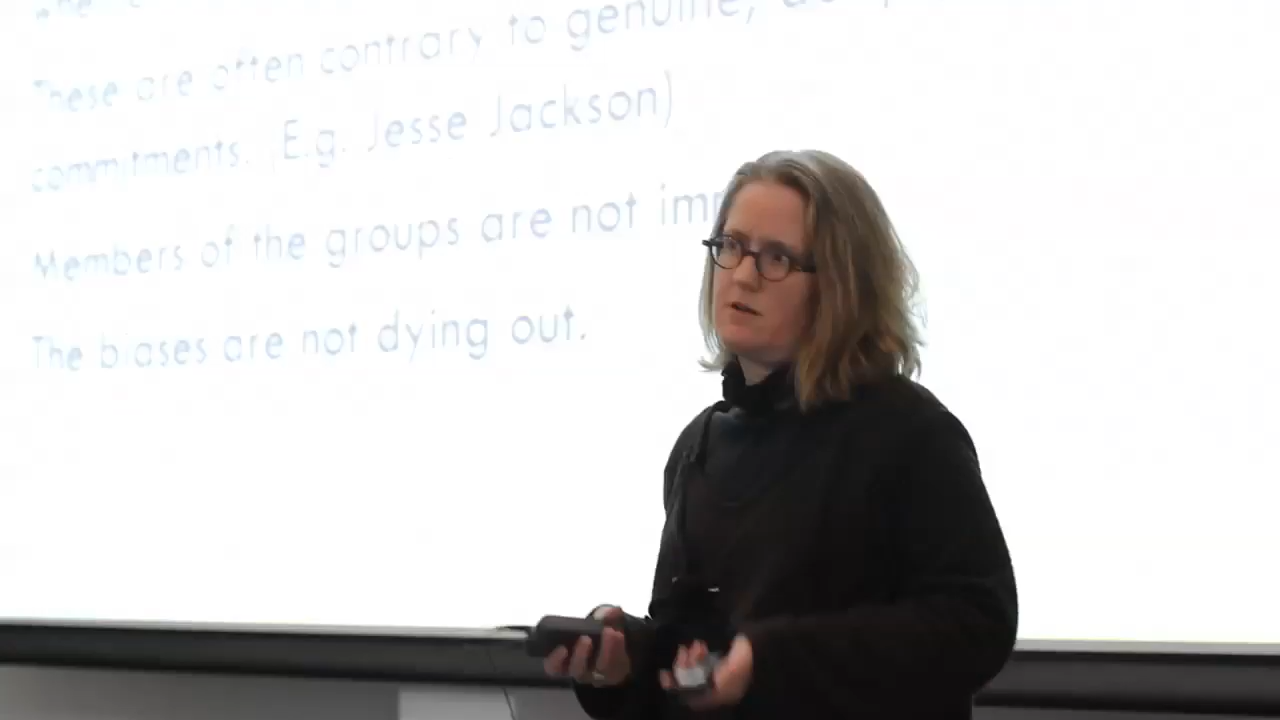 These are often contrary to genuine,
commitments. E.g. Jesse Jackson)
Members of the groups are not
The biases are not dying out.